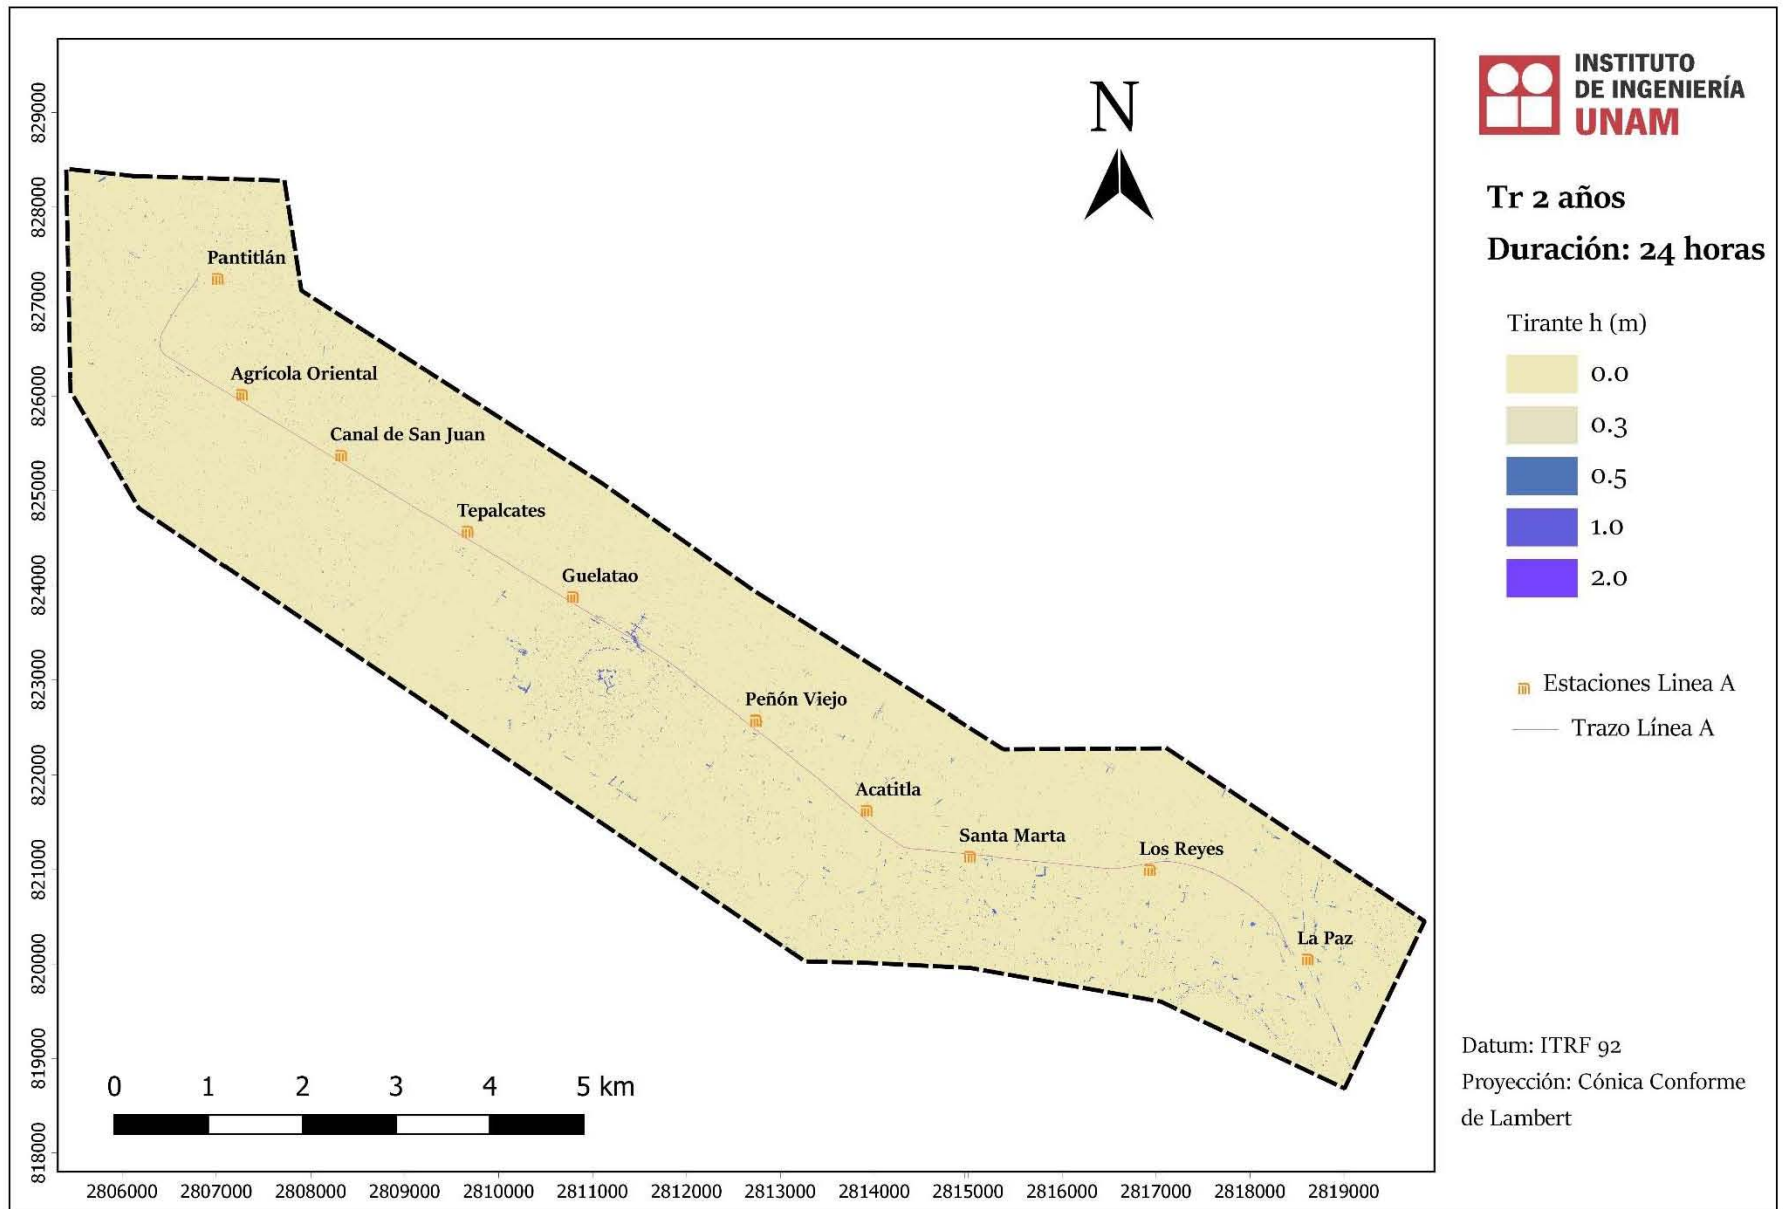 INSTITUTO
DE INGENIERÍA
UNAM
N
Tr 2 años
Duración: 24 horas
Tirante h (m)
0.0
0.3
0.5
1.0
2.0
Estaciones Linea A
Trazo Línea A
Datum: ITRF 92
Proyección: Cónica Conforme
de Lambert
829000
828000
827000
826000
825000
824000
823000
822000
821000
820000
819000
818000
Pantitlán
Agrícola Oriental
Canal de San Juan
Tepalcates
Guelatao
Peñón Viejo
Acatitla
Santa Marta
Los Reyes
La Paz
0 1 2 3 4 5 km
2806000 2807000 2808000 2809000 2810000 2811000 2812000 2813000 2814000 2815000 2816000 2817000 2818000 2819000